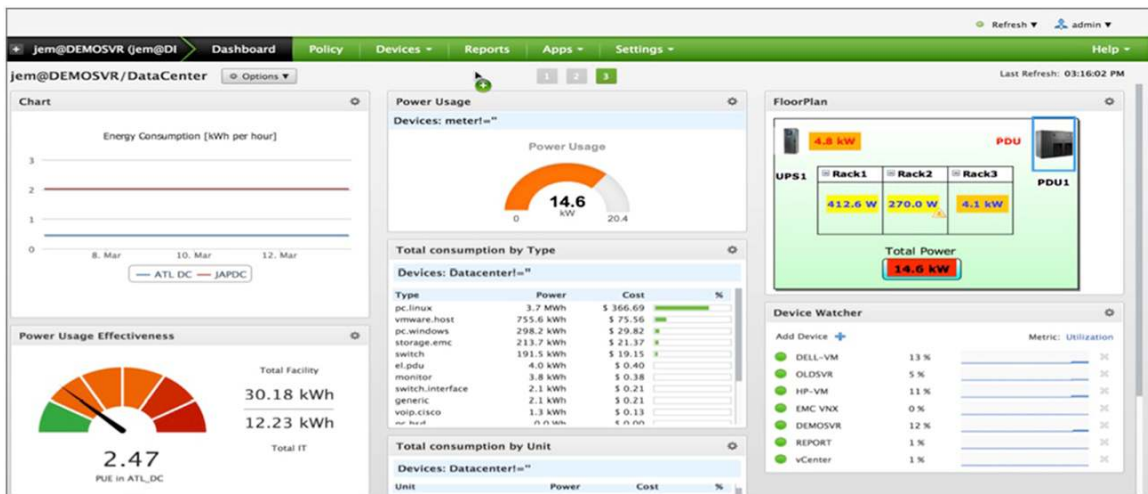 Refresh ▼ admin ▼
+ jem@DEMOSVR (jem@DI Dashboard Policy Devices Reports Apps Settings Help
jem@DEMOSVR/DataCenter Options ▼ 1 2 3 Last Refresh: 03:16:02 PM
Chart
Energy Consumption [kWh per hour]
3
2
1
0
8. Mar 10. Mar 12. Mar
ATL DC JAPDC
Power Usage Effectiveness
Total Facility
30.18 kWh
12.23 kWh
Total IT
2.47
PUE in ATL_DC
Power Usage
Devices: meter!=''
Power Usage
14.6
kW
0 20.4
Total consumption by Type
Devices: Datacenter!=''
Type Power Cost %
pc.linux 3.7 MWh $ 366.69
vmware.host 755.6 kWh $ 75.56
pc.windows 298.2 kWh $ 29.82
storage.emc 213.7 kWh $ 21.37
switch 191.5 kWh $ 19.15
el.pdu 4.0 kWh $ 0.40
monitor 3.8 kWh $ 0.38
switch.interface 2.1 kWh $ 0.21
generic 2.1 kWh $ 0.21
voip.cisco 1.3 kWh $ 0.13
0.0 Wh $ 0.00
Total consumption by Unit
Devices: Datacenter!=''
Unit Power Cost %
FloorPlan
4.8 kW PDU
UPS1 Rack1 Rack2 Rack3 PDU1
412.6 W 270.0 W 4.1 kW
Total Power
14.6 kW
Device Watcher
Add Device Metric: Utilization
DELL-VM 13 %
OLDSVR 5 %
HP-VM 11 %
EMC VNX 0 %
DEMOSVR 12 %
REPORT 1 %
vCenter 1 %